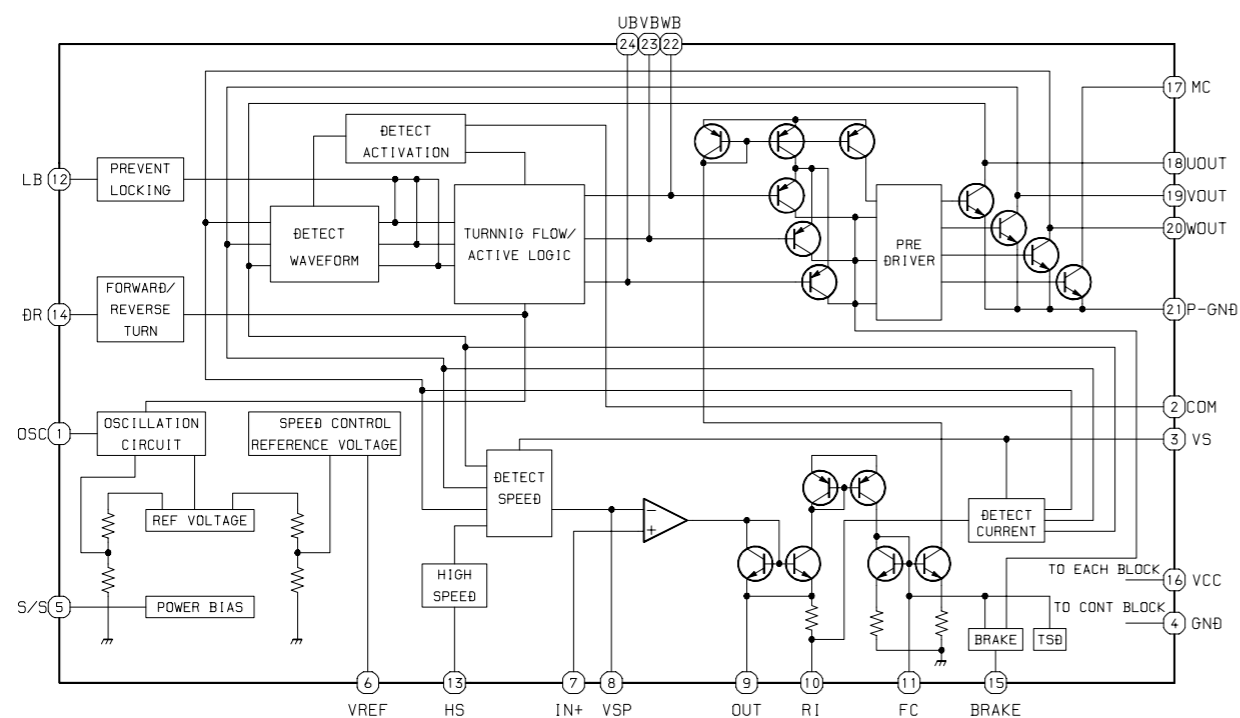 UB VB WB
24 23 22
17 MC
DETECT
ACTIVATION
LB 12
PREVENT
LOCKING
18 UOUT
19 VOUT
20 WOUT
DETECT
WAVEFORM
TURNNIG FLOW/
ACTIVE LOGIC
PRE
DRIVER
DR 14
FORWARD/
REVERSE
TURN
21 P-GND
2 COM
OSC 1
OSCILLATION
CIRCUIT
SPEED CONTROL
REFERENCE VOLTAGE
3 VS
DETECT
SPEED
−
+
REF VOLTAGE
DETECT
CURRENT
HIGH
SPEED
TO EACH BLOCK
16 VCC
S/S 5
POWER BIAS
TO CONT BLOCK
4 GND
BRAKE
TSD
6 13 7 8 9 10 11 15
VREF HS IN+ VSP OUT RI FC BRAKE